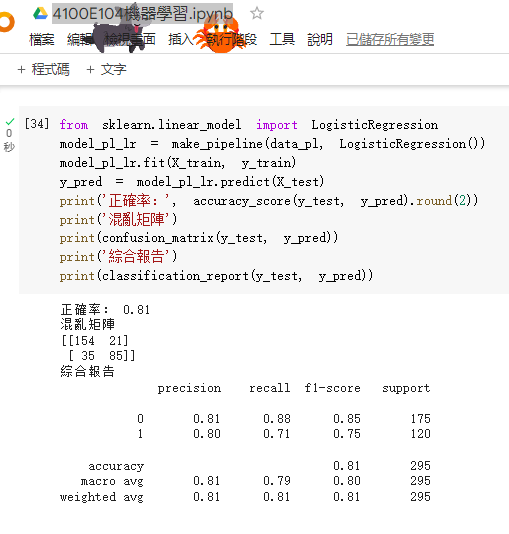 4100E104機器學習.ipynb
檔案 編輯 檢視畫面 插入 執行階段 工具 說明 已儲存所有變更
+ 程式碼 + 文字
[34] from sklearn.linear_model import LogisticRegression
0
秒
model_pl_lr = make_pipeline(data_pl, LogisticRegression())
model_pl_lr.fit(X_train, y_train)
y_pred = model_pl_lr.predict(X_test)
print('正確率:', accuracy_score(y_test, y_pred).round(2))
print('混亂矩陣')
print(confusion_matrix(y_test, y_pred))
print('綜合報告')
print(classification_report(y_test, y_pred))
正確率: 0.81
混亂矩陣
[[154 21]
[ 35 85]]
綜合報告
precision recall f1-score support
0 0.81 0.88 0.85 175
1 0.80 0.71 0.75 120
accuracy 0.81 295
macro avg 0.81 0.79 0.80 295
weighted avg 0.81 0.81 0.81 295